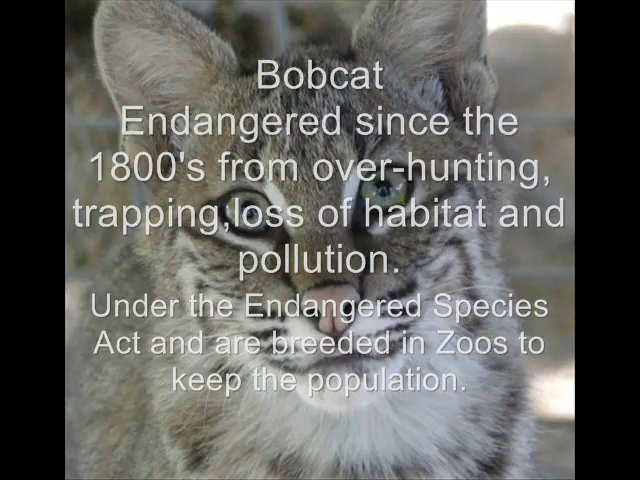 Bobcat
Endangered since the
1800's from over-hunting,
trapping,loss of habitat and
pollution.
Under the Endangered Species
Act and are breeded in Zoos to
keep the population.